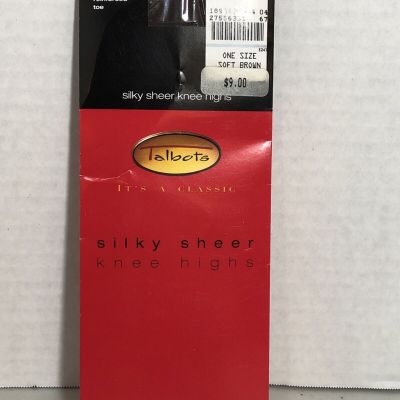 toe
ONE SIZE
SOFT BROWN
$9.00
silky sheer knee highs
Talbots
IT'S A CLASSIC
silky sheer
knee highs